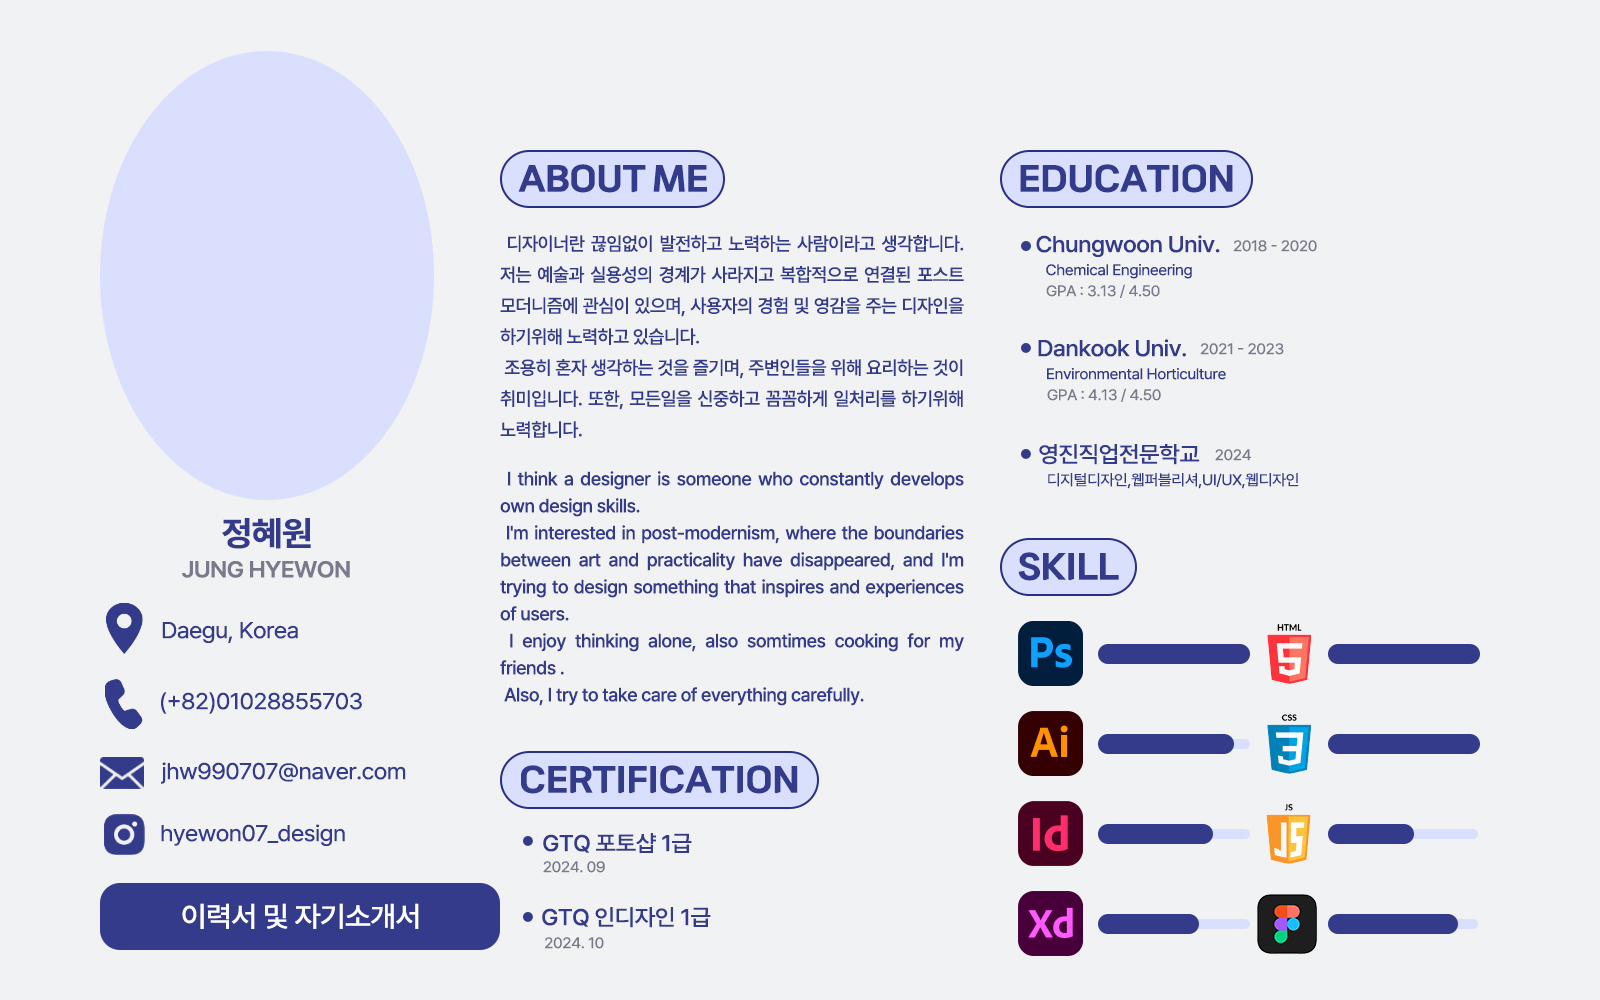 정혜원
JUNG HYEWON
Daegu, Korea
(+82)01028855703
jhw990707@naver.com
hyewon07_design
이력서 및 자기소개서
ABOUT ME
디자이너란 끊임없이 발전하고 노력하는 사람이라고 생각합니다.
저는 예술과 실용성의 경계가 사라지고 복합적으로 연결된 포스트
모더니즘에 관심이 있으며, 사용자의 경험 및 영감을 주는 디자인을
하기위해 노력하고 있습니다.
조용히 혼자 생각하는 것을 즐기며, 주변인들을 위해 요리하는 것이
취미입니다. 또한, 모든일을 신중하고 꼼꼼하게 일처리를 하기위해
노력합니다.
I think a designer is someone who constantly develops
own design skills.
I'm interested in post-modernism, where the boundaries
between art and practicality have disappeared, and I'm
trying to design something that inspires and experiences
of users.
I enjoy thinking alone, also somtimes cooking for my
friends .
Also, I try to take care of everything carefully.
CERTIFICATION
GTQ 포토샵 1급
2024. 09
GTQ 인디자인 1급
2024. 10
EDUCATION
Chungwoon Univ. 2018 - 2020
Chemical Engineering
GPA : 3.13 / 4.50
Dankook Univ. 2021 - 2023
Environmental Horticulture
GPA : 4.13 / 4.50
영진직업전문학교 2024
디지털디자인,웹퍼블리셔,UI/UX,웹디자인
SKILL
Ps
HTML
5
Ai
CSS
3
Id
JS
JS
Xd